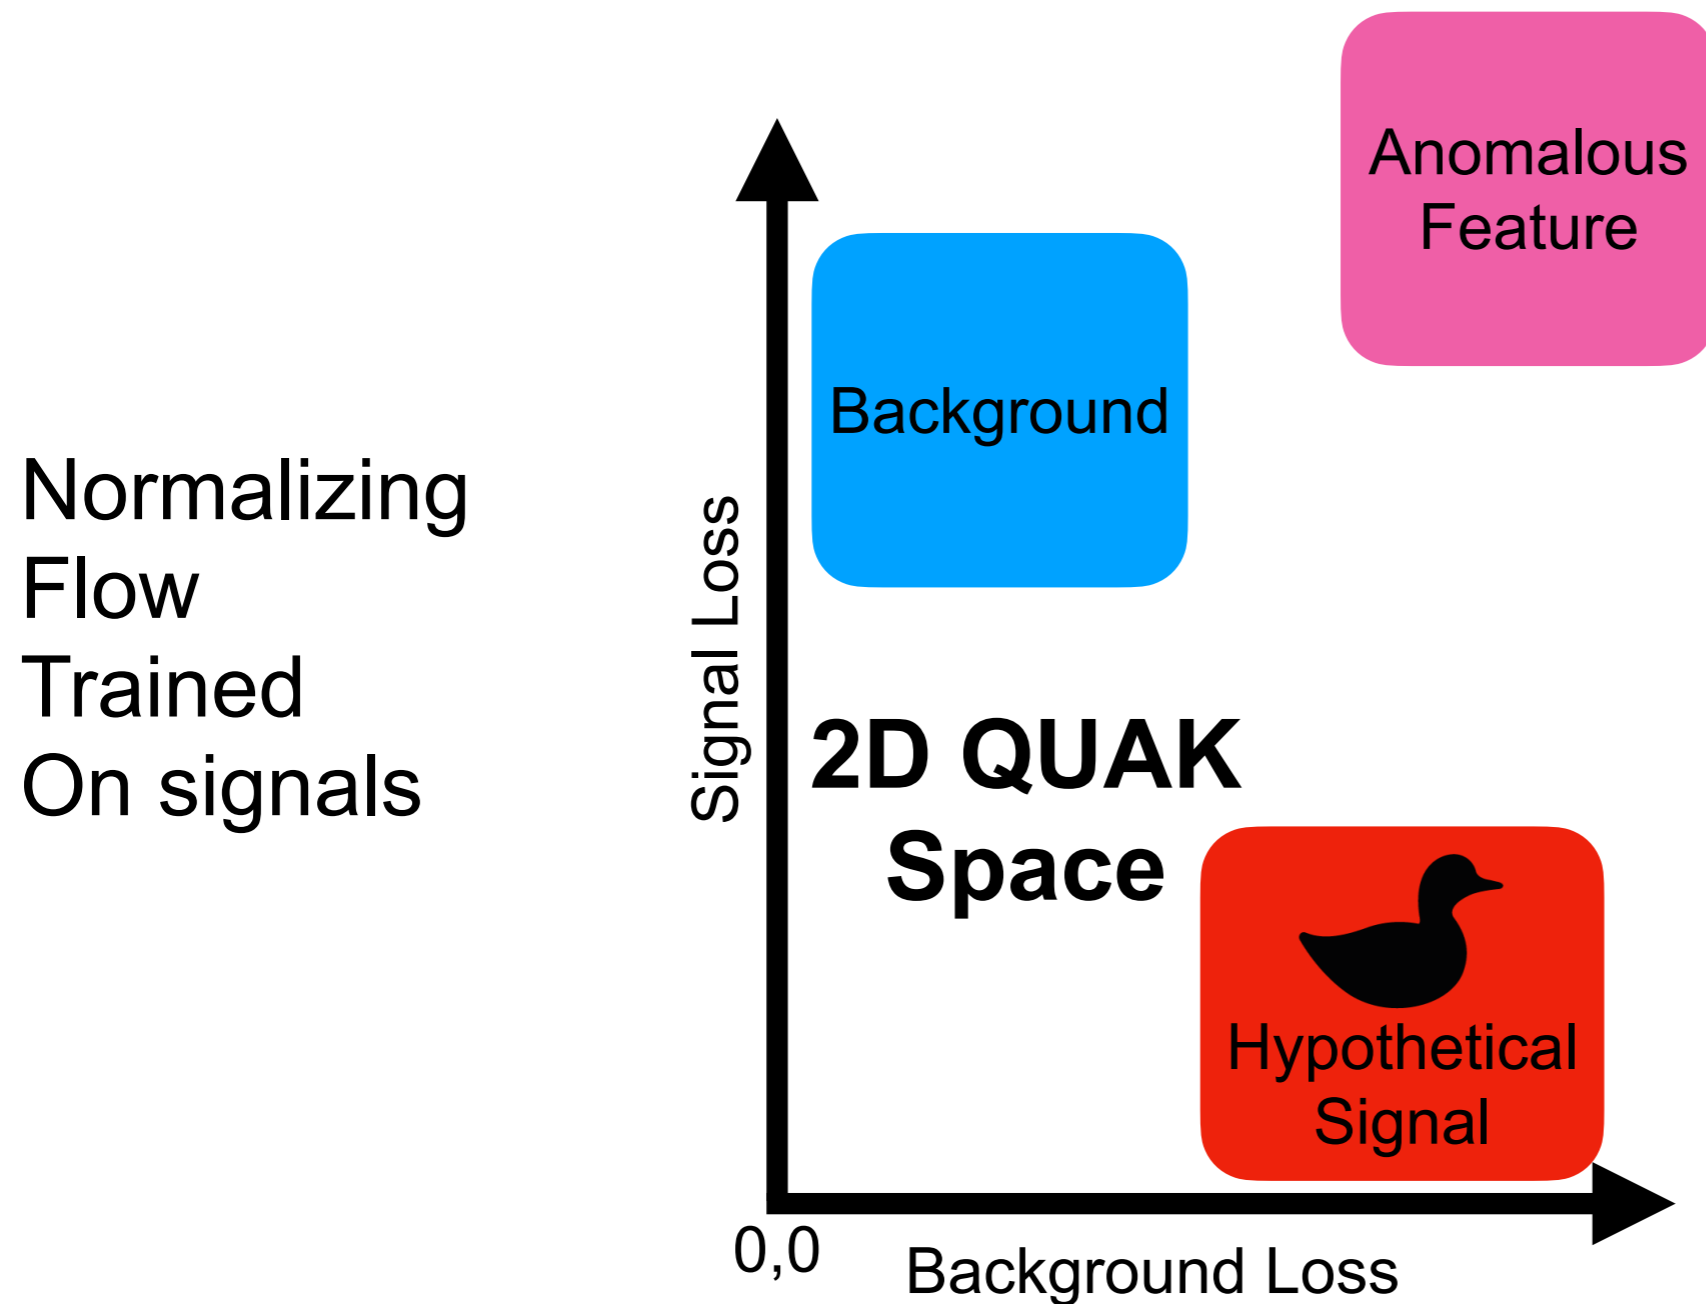 Normalizing
Flow
Trained
On signals
Signal Loss
Anomalous
Feature
Background
2D QUAK
Space
Hypothetical
Signal
0,0
Background Loss